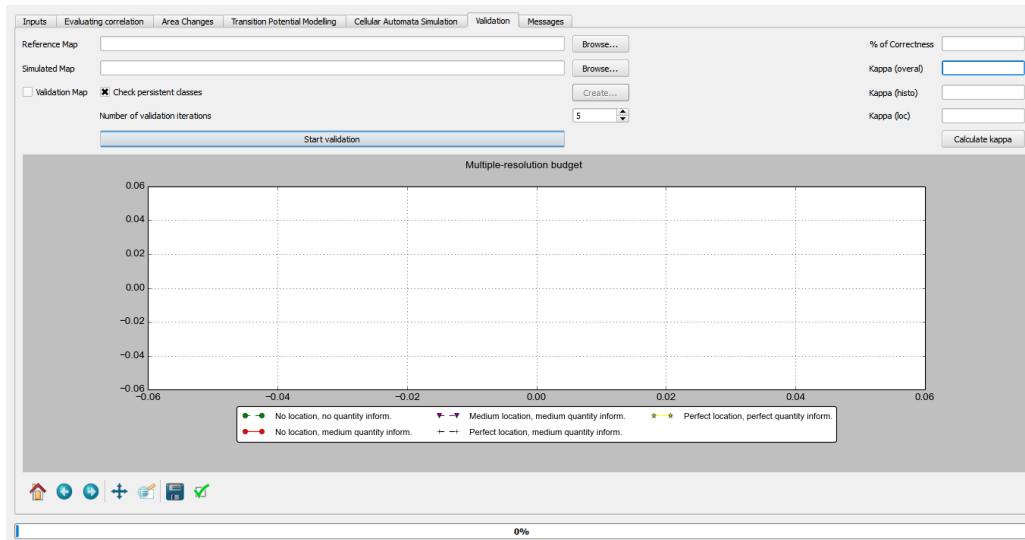 Inputs Evaluating correlation Area Changes Transition Potential Modelling Cellular Automata Simulation Validation Messages
Reference Map Browse... % of Correctness
Simulated Map Browse... Kappa (overal)
Validation Map Check persistent classes Create... Kappa (histo)
Number of validation iterations 5 Kappa (loc)
Start validation Calculate kappa
Multiple-resolution budget
0.06
0.04
0.02
0.00
−0.02
−0.04
−0.06
−0.06 −0.04 −0.02 0.00 0.02 0.04 0.06
No location, no quantity inform. Medium location, medium quantity inform. Perfect location, perfect quantity inform.
No location, medium quantity inform. Perfect location, medium quantity inform.
0%